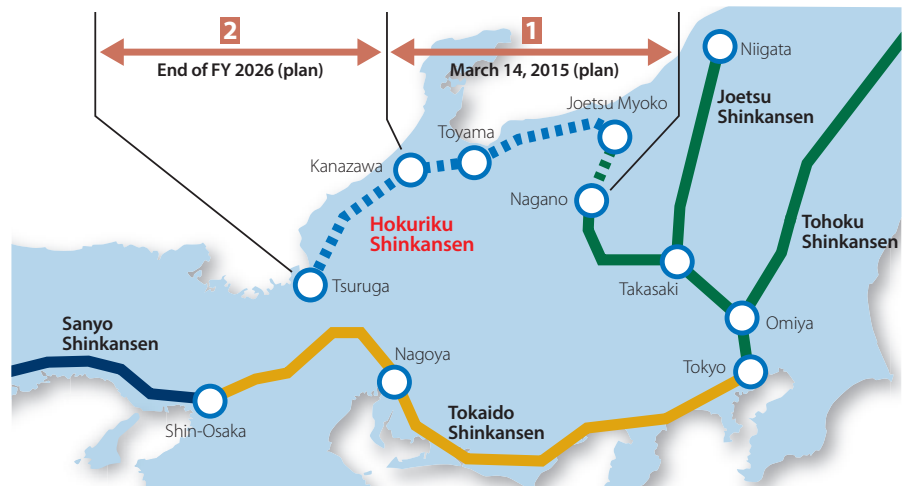 2
1
End of FY 2026 (plan)
March 14, 2015 (plan)
Niigata
Joetsu Myoko
Joetsu
Shinkansen
Toyama
Kanazawa
Nagano
Hokuriku
Shinkansen
Tohoku
Shinkansen
Takasaki
Tsuruga
Omiya
Sanyo
Shinkansen
Nagoya
Tokyo
Tokaido
Shinkansen
Shin-Osaka